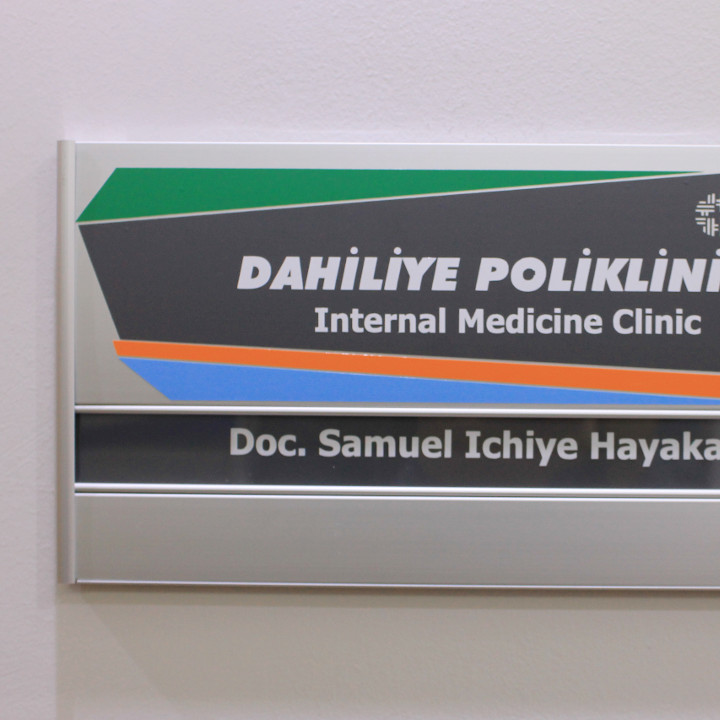 DAHİLİYE POLİKLİNİ
Internal Medicine Clinic
Doc. Samuel Ichiye Hayaka